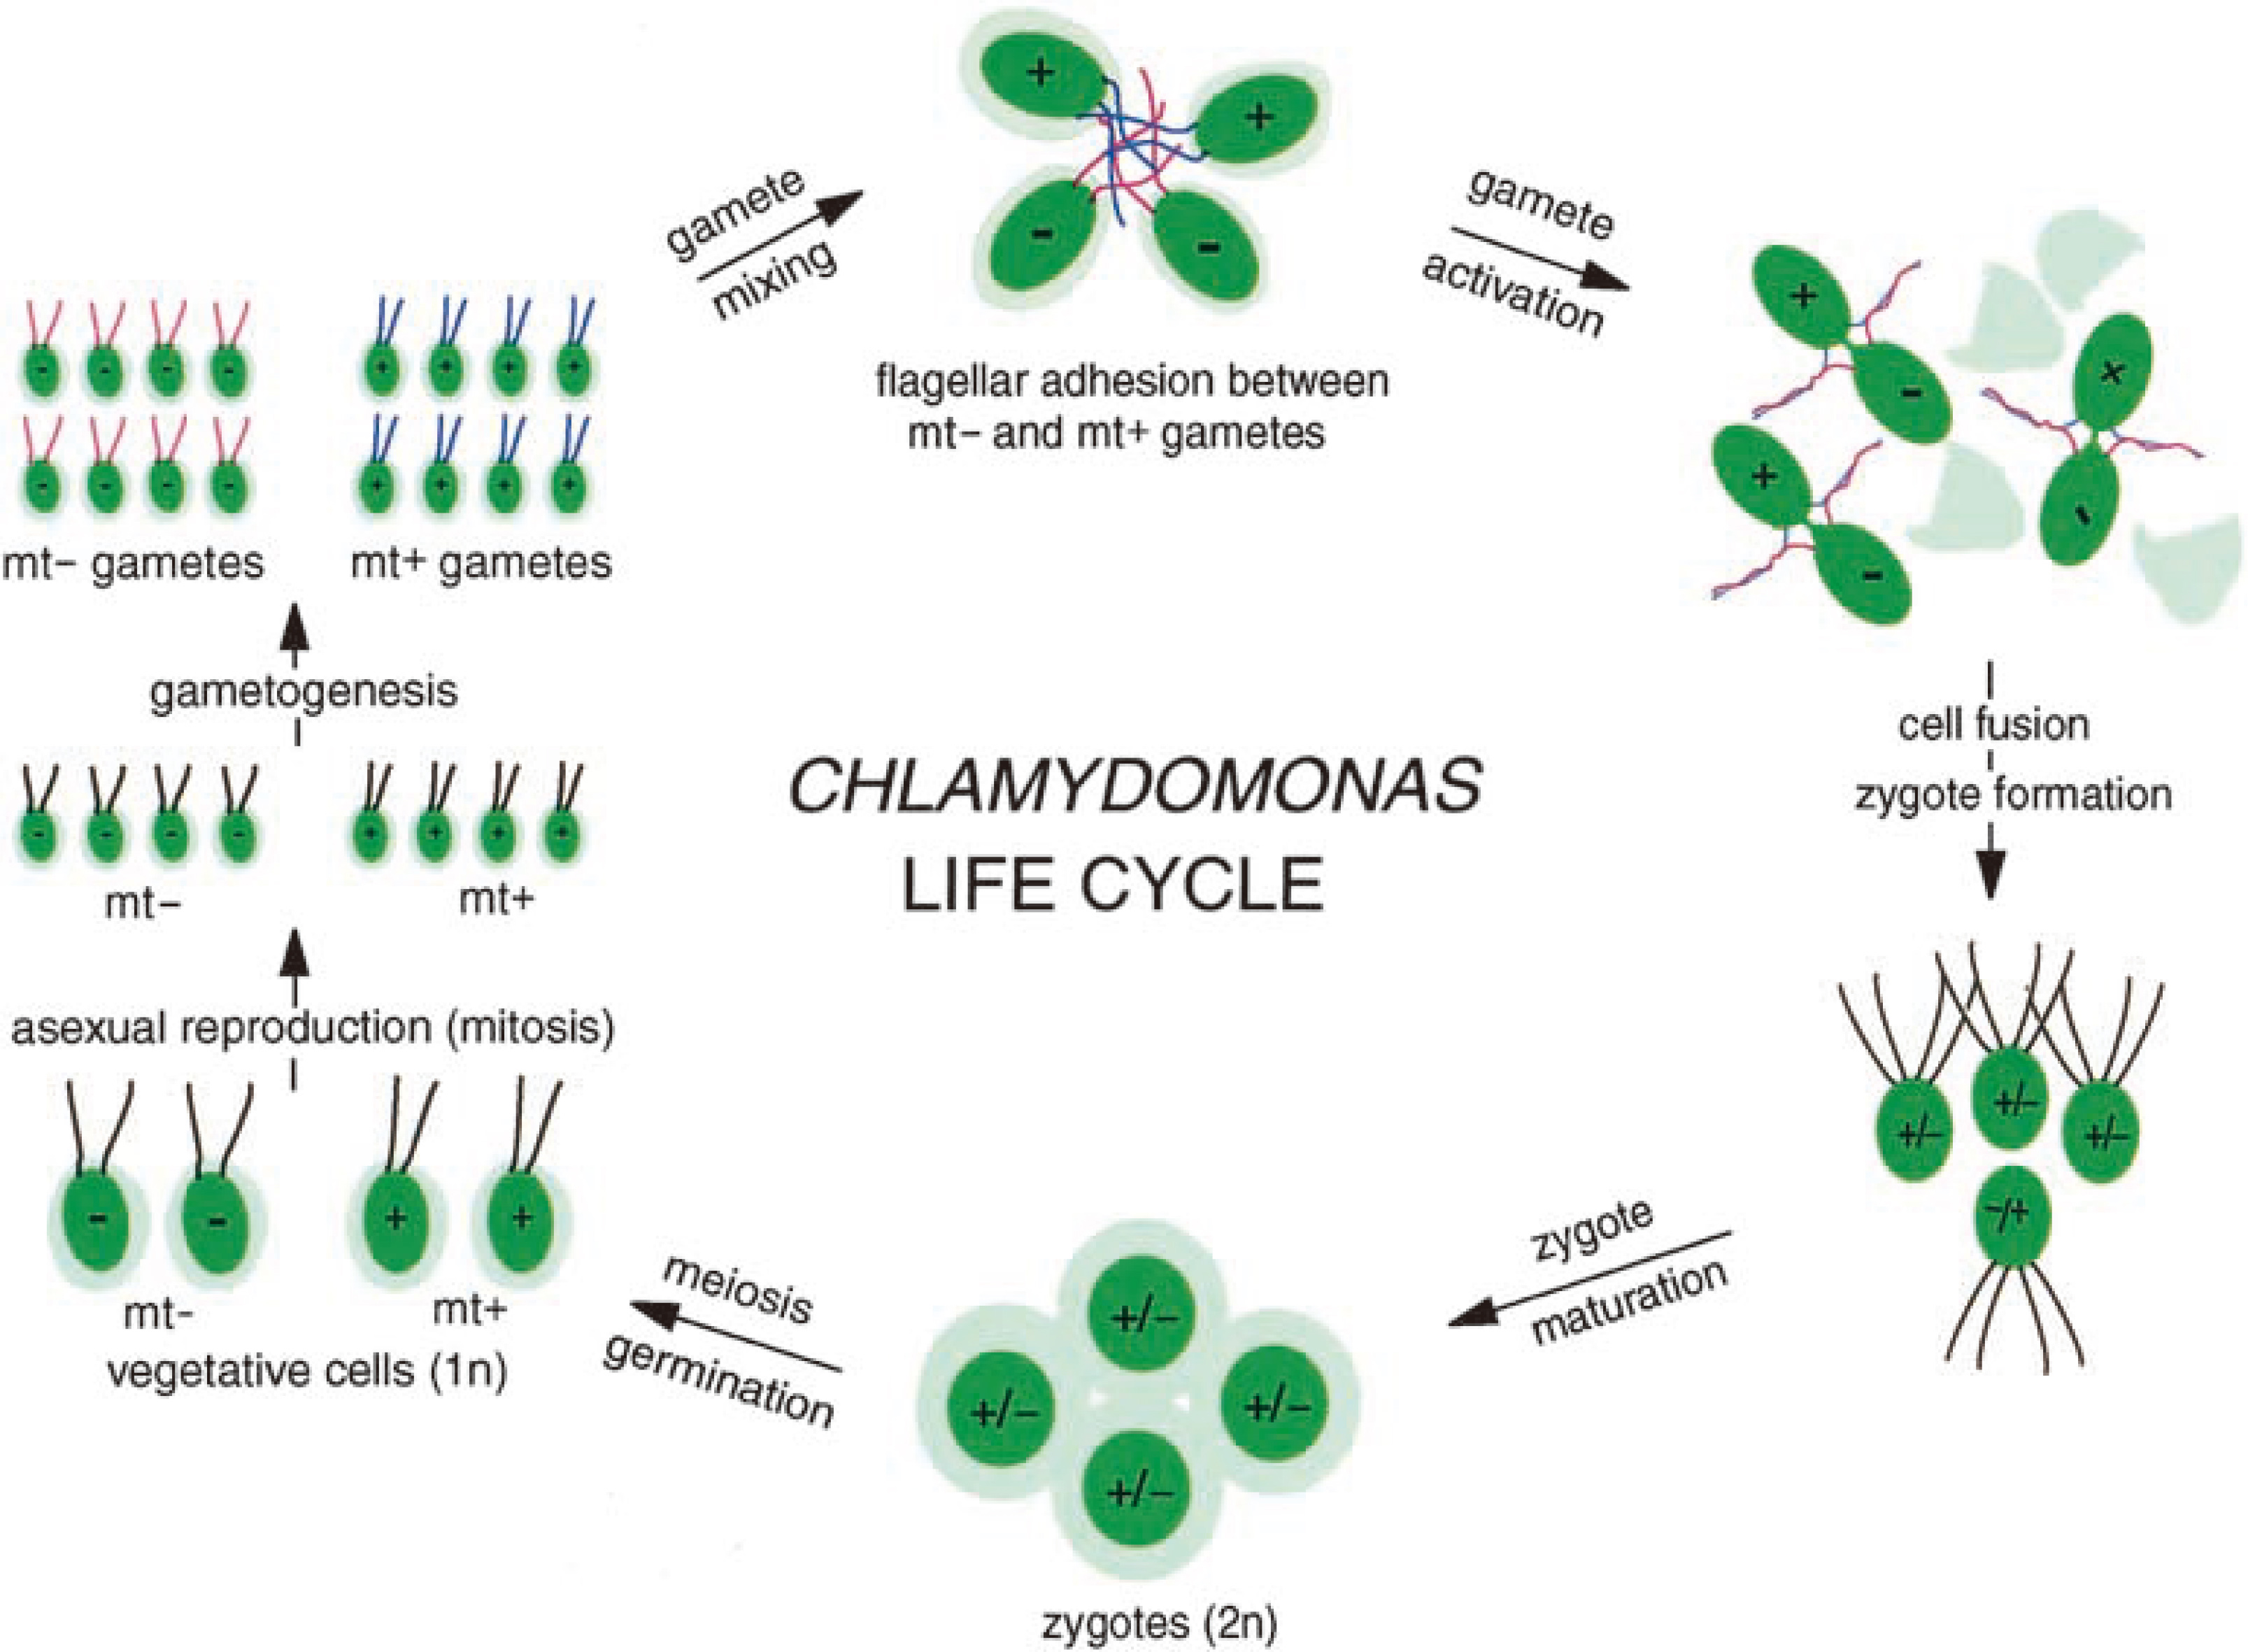 CHLAMYDOMONAS
LIFE CYCLE
gamete
mixing
+
+
-
-
flagellar adhesion between
mt- and mt+ gametes
gamete
activation
+
-
+
-
+
-
cell fusion
zygote formation
+/-
+/-
+/-
-/+
zygote
maturation
+/-
+/-
+/-
+/-
zygotes (2n)
meiosis
germination
- - + +
mt- mt+
vegetative cells (1n)
asexual reproduction (mitosis)
- - - - + + + +
mt- mt+
gametogenesis
- - - - + + + +
- - - - + + + +
mt- gametes mt+ gametes